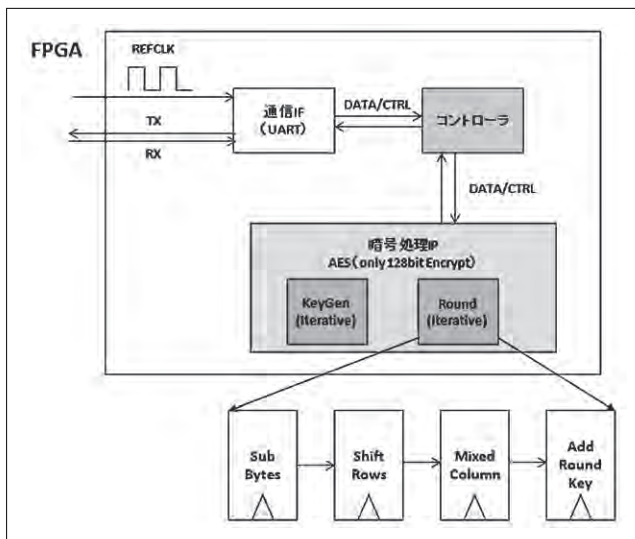 FPGA
REFCLK
TX
RX
通信IF
(UART)
DATA/CTRL
コントローラ
DATA/CTRL
暗号処理IP
AES(only 128bit Encrypt)
KeyGen
(Iterative)
Round
(Iterative)
Sub
Bytes
Shift
Rows
Mixed
Column
Add
Round
Key